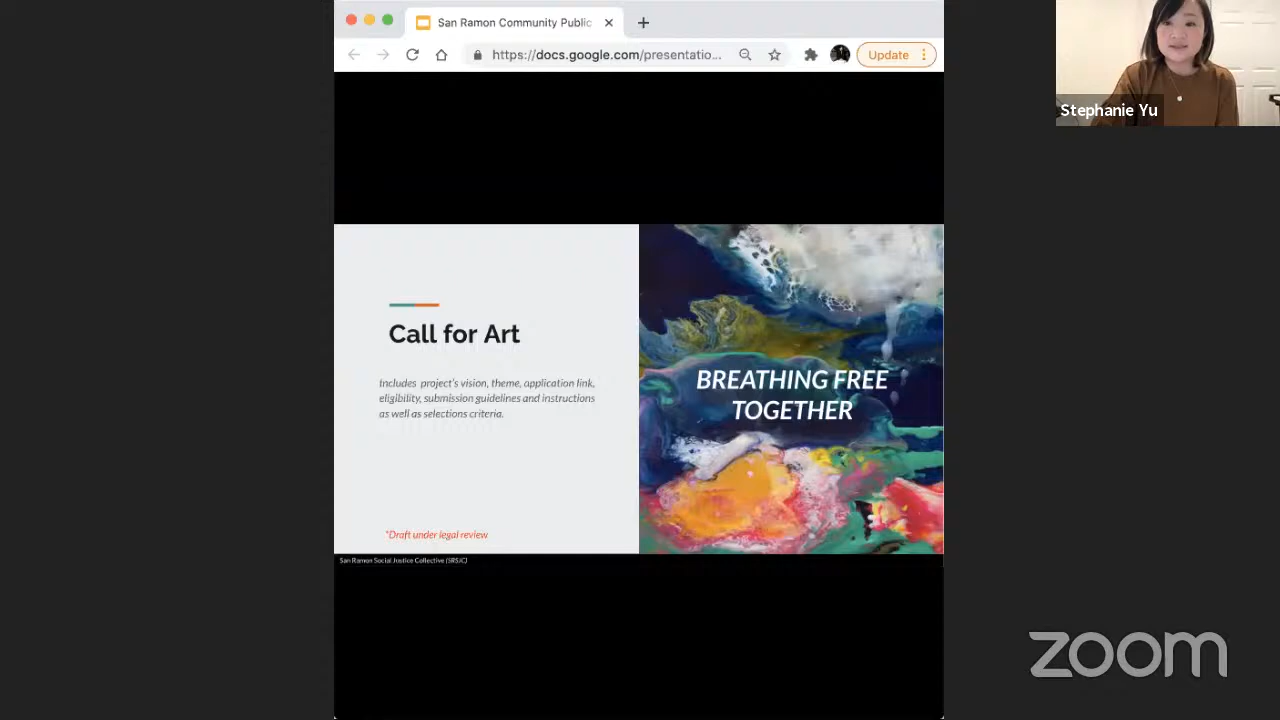 San Ramon Community Public
https://docs.google.com/presentatio...
Update
Stephanie Yu
Call for Art
Includes project's vision, theme, application link,
eligibility, submission guidelines and instructions
as well as selections criteria.
*Draft under legal review
San Ramon Social Justice Collective (SRSJC)
BREATHING FREE
TOGETHER
zoom